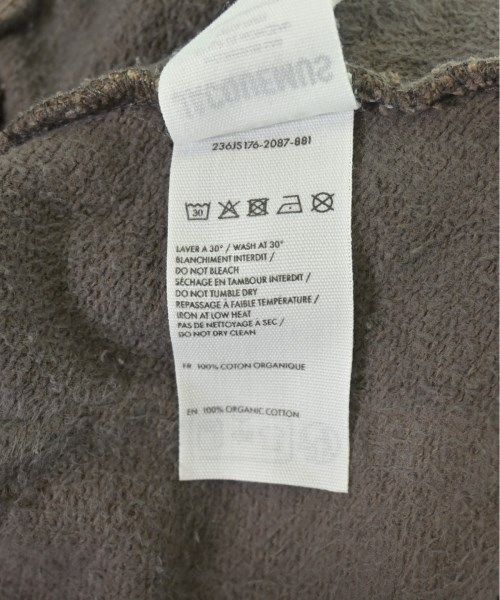 236JS176-2087-881
30
LAVER A 30° / WASH AT 30°
BLANCHIMENT INTERDIT /
DO NOT BLEACH
SÉCHAGE EN TAMBOUR INTERDIT /
DO NOT TUMBLE DRY
REPASSAGE À FAIBLE TEMPÉRATURE /
IRON AT LOW HEAT
PAS DE NETTOYAGE A SEC /
DO NOT DRY CLEAN
FR 100% COTON ORGANIQUE
EN 100% ORGANIC COTTON